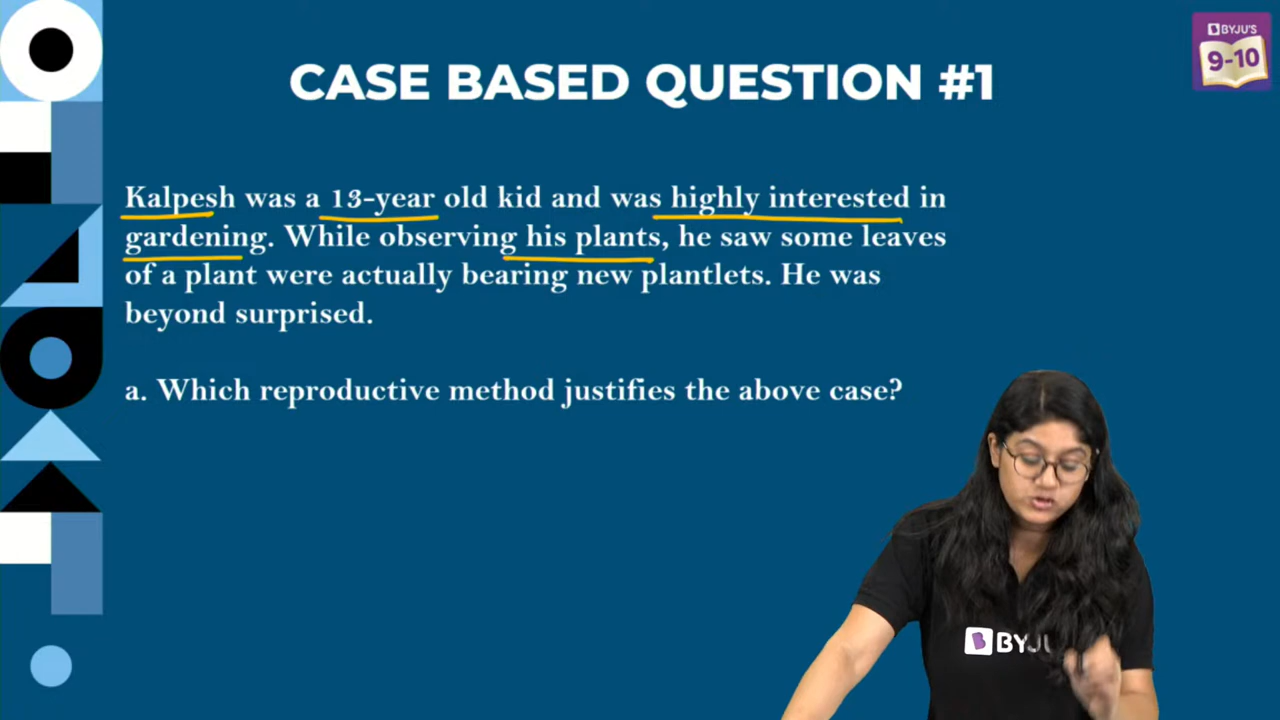 BYJU'S
9-10
CASE BASED QUESTION #1
Kalpesh was a 13-year old kid and was highly interested in
gardening. While observing his plants, he saw some leaves
of a plant were actually bearing new plantlets. He was
beyond surprised.
a. Which reproductive method justifies the above case?